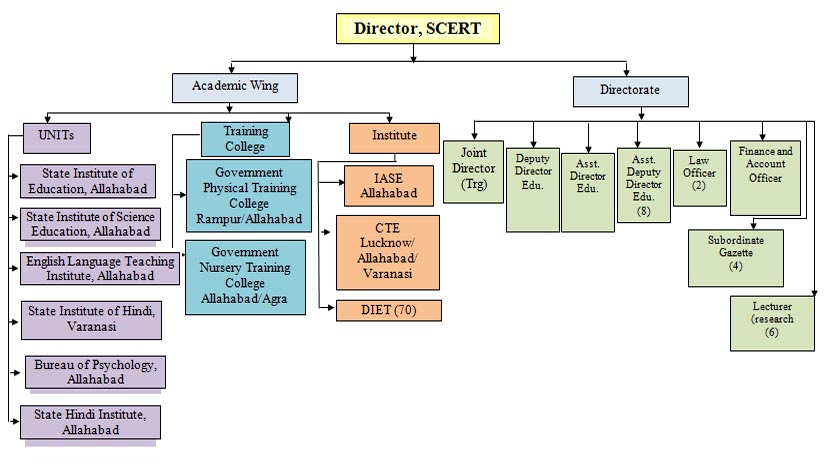 Director, SCERT
Academic Wing
Directorate
UNITs
Training
College
Institute
State Institute of
Education, Allahabad
State Institute of Science
Education, Allahabad
English Language Teaching
Institute, Allahabad
State Institute of Hindi,
Varanasi
Bureau of Psychology,
Allahabad
State Hindi Institute,
Allahabad
Government
Physical Training
College
Rampur/Allahabad
Government
Nursery Training
College
Allahabad/Agra
IASE
Allahabad
CTE
Lucknow/
Allahabad/
Varanasi
DIET (70)
Joint
Director
(Trg)
Deputy
Director
Edu.
Asst.
Director
Edu.
Asst.
Deputy
Director
Edu.
(8)
Law
Officer
(2)
Finance and
Account
Officer
Subordinate
Gazette
(4)
Lecturer
(research
(6)